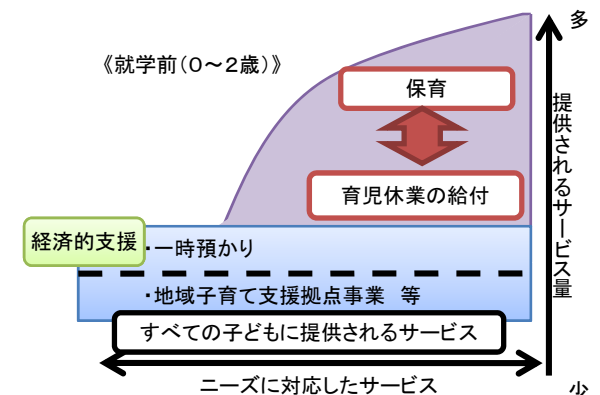 多
《就学前(０～２歳)》
保育
提供されるサービス量
育児休業の給付
経済的支援
・一時預かり
・地域子育て支援拠点事業　等
すべての子どもに提供されるサービス
ニーズに対応したサービス
少